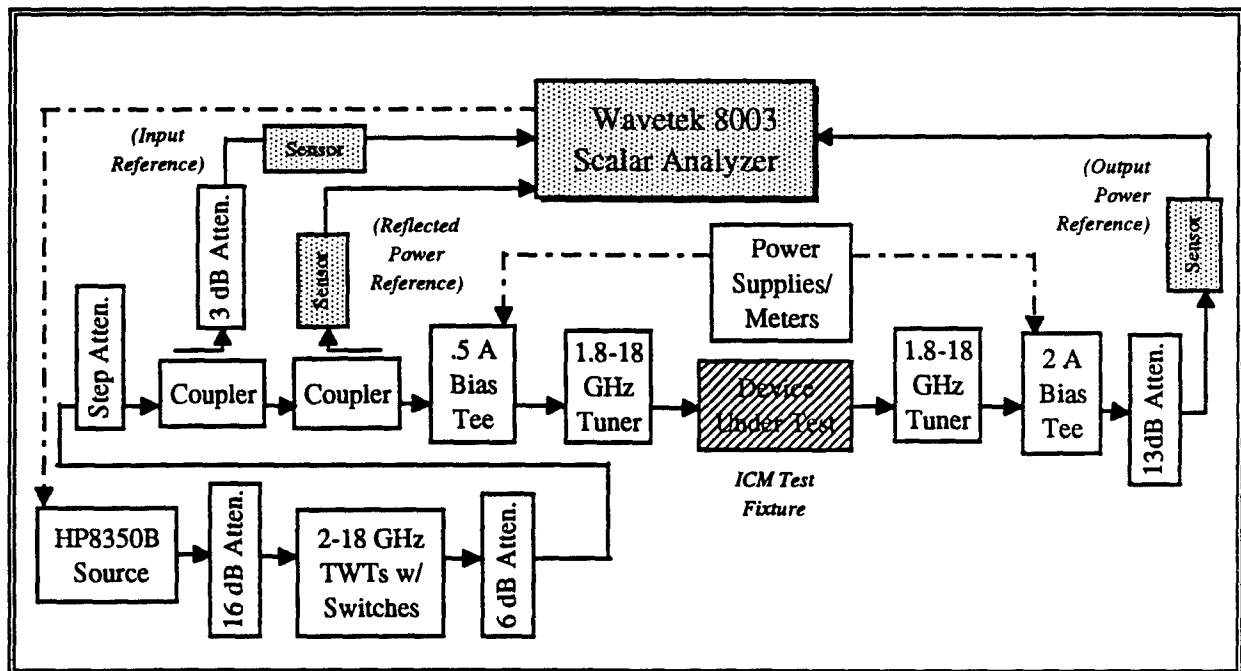 Wavetek 8003
Scalar Analyzer
(Input
Reference)
Sensor
3 dB Atten.
Sensor
(Reflected
Power
Reference)
Power
Supplies/
Meters
(Output
Power
Reference)
Sensor
Step Atten.
Coupler
Coupler
.5 A
Bias
Tee
1.8-18
GHz
Tuner
Device
Under Test
ICM Test
Fixture
1.8-18
GHz
Tuner
2 A
Bias
Tee
13dB Atten.
HP8350B
Source
16 dB Atten.
2-18 GHz
TWTs w/
Switches
6 dB Atten.